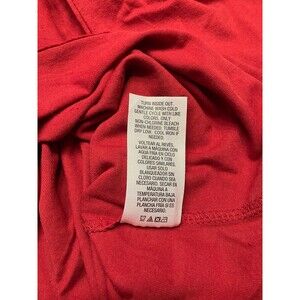 TURN INSIDE OUT.
MACHINE WASH COLD
GENTLE CYCLE WITH LIKE
COLORS. ONLY
NON-CHLORINE BLEACH
WHEN NEEDED. TUMBLE
DRY LOW. COOL IRON IF
NEEDED.
VOLTEAR AL REVÉS.
LAVAR A MÁQUINA CON
AGUA FRÍA EN CICLO
DELICADO Y CON
COLORES SIMILARES.
USAR SOLO
BLANQUEADOR SIN
CLORO CUANDO SEA
NECESARIO. SECAR EN
MÁQUINA A
TEMPERATURA BAJA.
PLANCHAR CON UNA
PLANCHA FRÍA SI ES
NECESARIO.